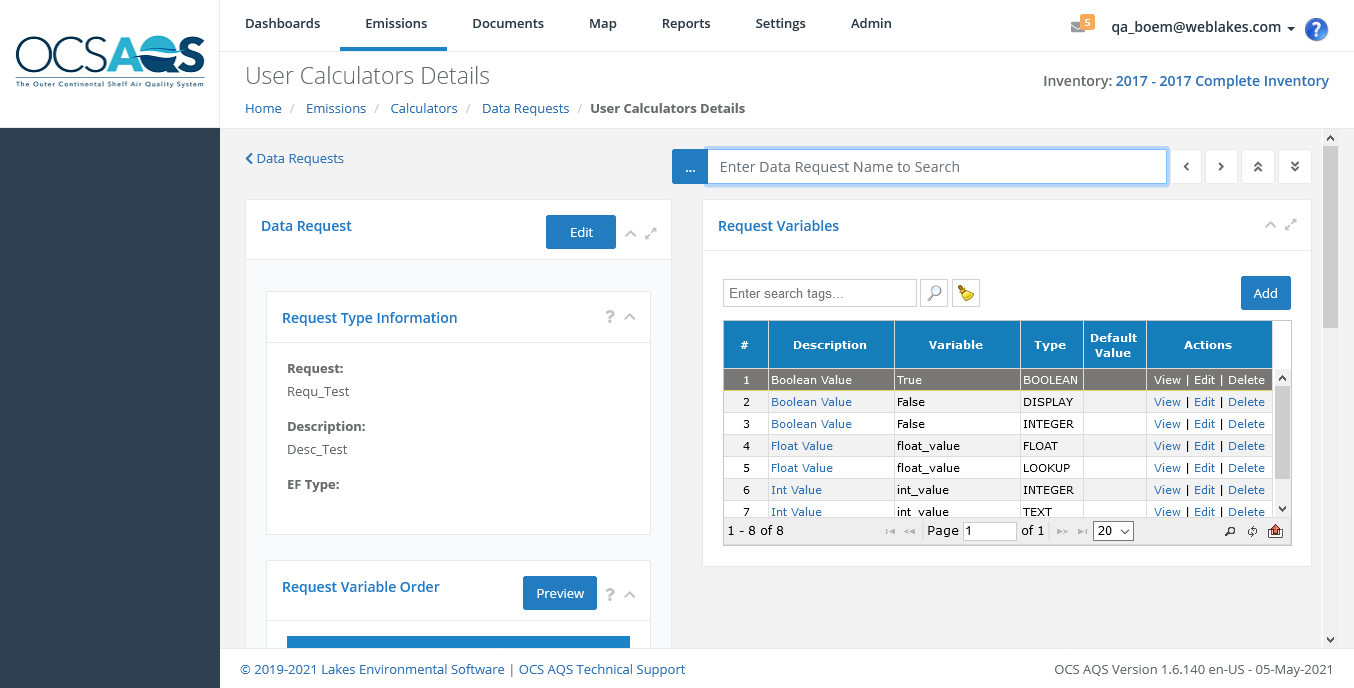 Dashboards Emissions Documents Map Reports Settings Admin 5 qa_boem@weblakes.com ?
OCSAQS
The Outer Continental Shelf Air Quality System
User Calculators Details
Inventory: 2017 - 2017 Complete Inventory
Home / Emissions / Calculators / Data Requests / User Calculators Details
Data Requests
... Enter Data Request Name to Search
Data Request Edit
Request Type Information ?
Request:
Requ_Test
Description:
Desc_Test
EF Type:
Request Variable Order Preview ?
Request Variables
Enter search tags... Add
# Description Variable Type Default Value Actions
1 Boolean Value True BOOLEAN View | Edit | Delete
2 Boolean Value False DISPLAY View | Edit | Delete
3 Boolean Value False INTEGER View | Edit | Delete
4 Float Value float_value FLOAT View | Edit | Delete
5 Float Value float_value LOOKUP View | Edit | Delete
6 Int Value int_value INTEGER View | Edit | Delete
7 Int Value int_value TEXT View | Edit | Delete
1 - 8 of 8 Page 1 of 1 20
© 2019-2021 Lakes Environmental Software | OCS AQS Technical Support
OCS AQS Version 1.6.140 en-US - 05-May-2021